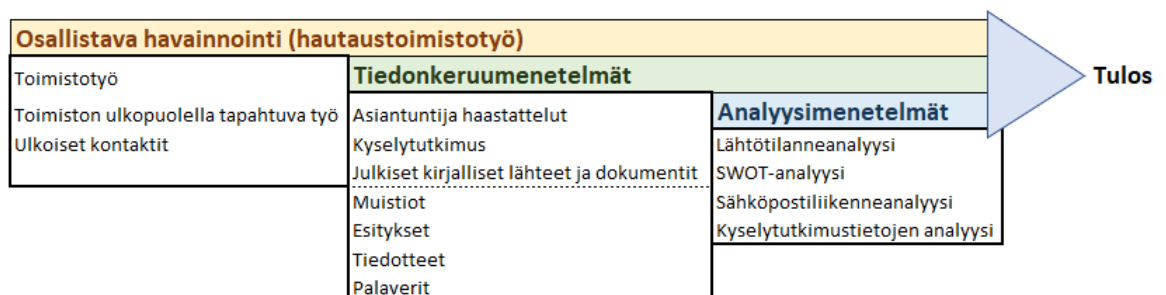 Osallistava havainnointi (hautaustoimistotyö)
Toimistotyö
Toimiston ulkopuolella tapahtuva työ
Ulkoiset kontaktit
Tiedonkeruumenetelmät
Asiantuntija haastattelut
Kyselytutkimus
Julkiset kirjalliset lähteet ja dokumentit
Muistiot
Esitykset
Tiedotteet
Palaverit
Analyysimenetelmät
Lähtötilanneanalyysi
SWOT-analyysi
Sähköpostiliikenneanalyysi
Kyselytutkimustietojen analyysi
Tulos